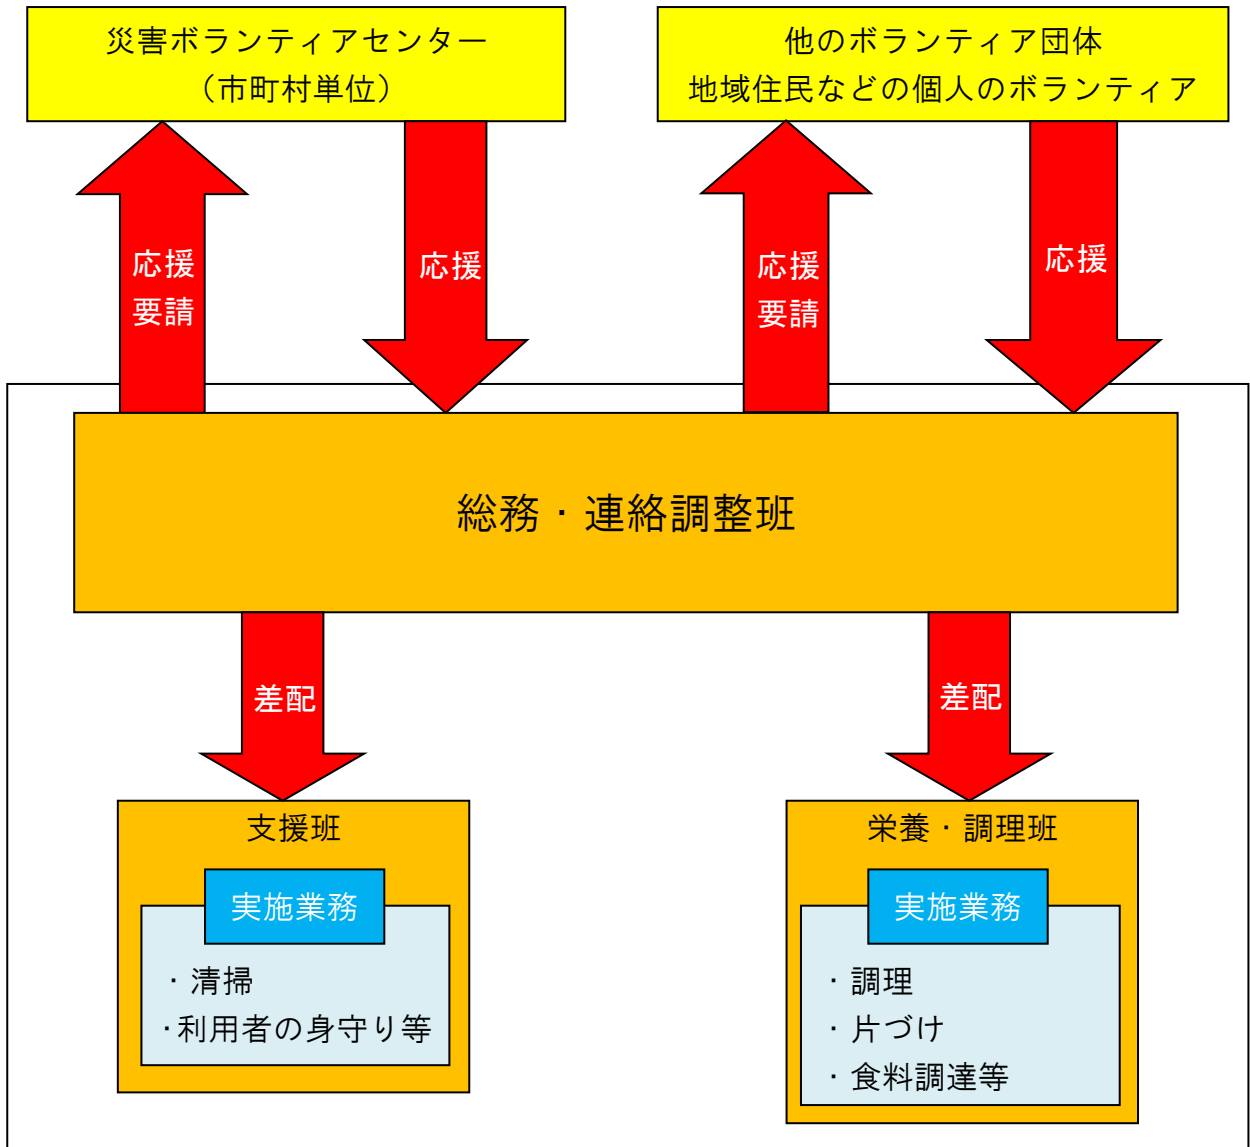 災害ボランティアセンター
（市町村単位）
他のボランティア団体
地域住民などの個人のボランティア
応援
要請
応援
応援
要請
応援
総務・連絡調整班
差配
差配
支援班
実施業務
・清掃
・利用者の身守り等
栄養・調理班
実施業務
・調理
・片づけ
・食料調達等